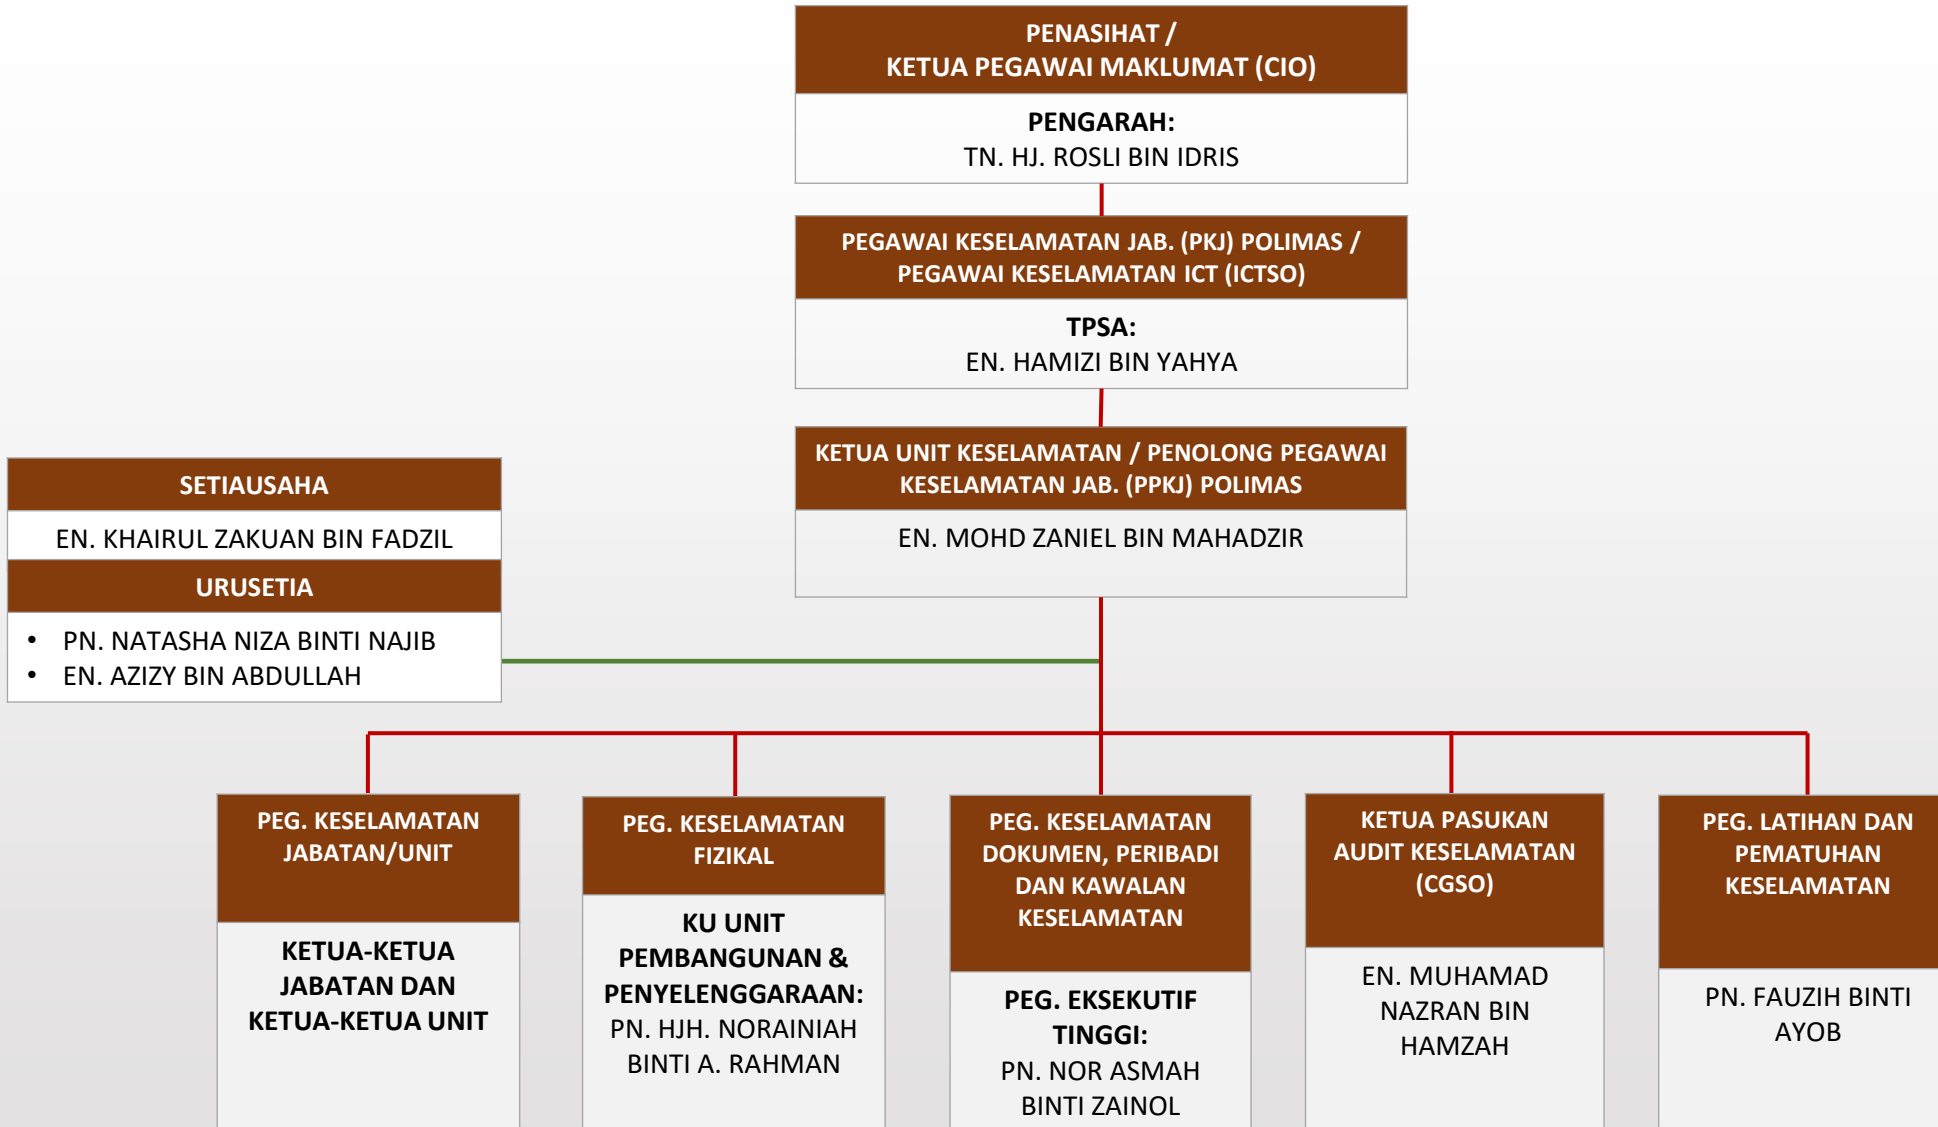 PENASIHAT /
KETUA PEGAWAI MAKLUMAT (CIO)
PENGARAH:
TN. HJ. ROSLI BIN IDRIS
PEGAWAI KESELAMATAN JAB. (PKJ) POLIMAS /
PEGAWAI KESELAMATAN ICT (ICTSO)
TPSA:
EN. HAMIZI BIN YAHYA
KETUA UNIT KESELAMATAN / PENOLONG PEGAWAI
KESELAMATAN JAB. (PPKJ) POLIMAS
EN. MOHD ZANIEL BIN MAHADZIR
SETIAUSAHA
EN. KHAIRUL ZAKUAN BIN FADZIL
URUSETIA
• PN. NATASHA NIZA BINTI NAJIB
• EN. AZIZY BIN ABDULLAH
PEG. KESELAMATAN
JABATAN/UNIT
KETUA-KETUA
JABATAN DAN
KETUA-KETUA UNIT
PEG. KESELAMATAN
FIZIKAL
KU UNIT
PEMBANGUNAN &
PENYELENGGARAAN:
PN. HJH. NORAINIAH
BINTI A. RAHMAN
PEG. KESELAMATAN
DOKUMEN, PERIBADI
DAN KAWALAN
KESELAMATAN
PEG. EKSEKUTIF
TINGGI:
PN. NOR ASMAH
BINTI ZAINOL
KETUA PASUKAN
AUDIT KESELAMATAN
(CGSO)
EN. MUHAMAD
NAZRAN BIN
HAMZAH
PEG. LATIHAN DAN
PEMATUHAN
KESELAMATAN
PN. FAUZIH BINTI
AYOB